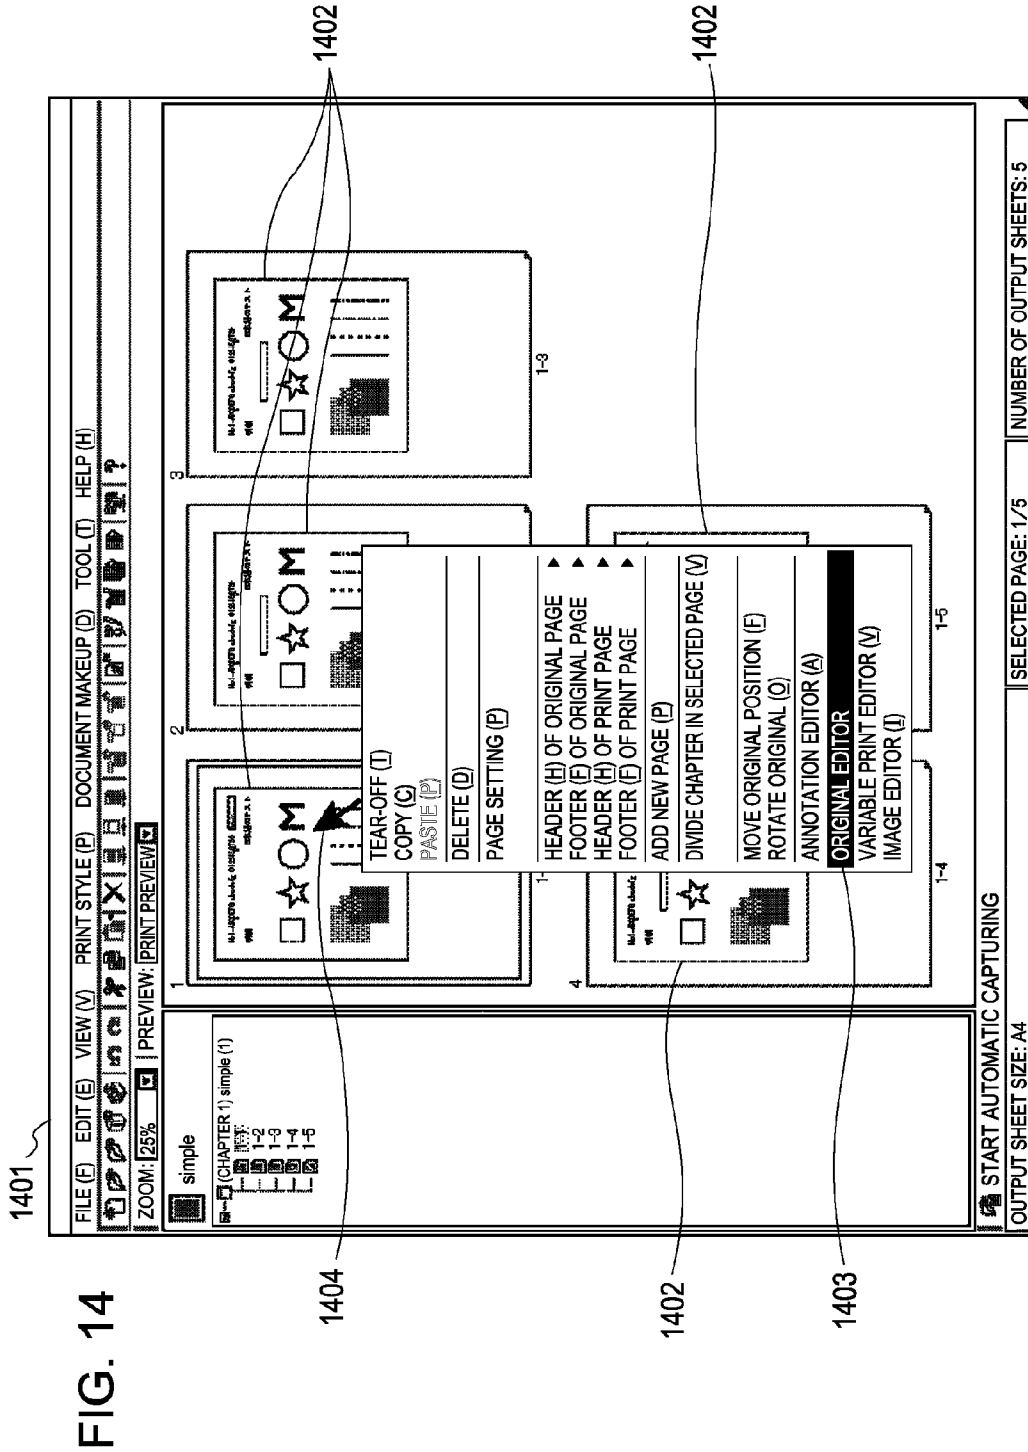 FIG. 14
1401
FILE (F) EDIT (E) VIEW (V) PRINT STYLE (P) DOCUMENT MAKEUP (D) TOOL (T) HELP (H)
ZOOM: 25% PREVIEW: PRINT PREVIEW
simple
(CHAPTER 1) simple (1)
1-1
1-2
1-3
1-4
1-5
1
2
3
M
M
M
1402
1404
1-
1-3
TEAR-OFF (T)
COPY (C)
PASTE (P)
DELETE (D)
PAGE SETTING (P)
HEADER (H) OF ORIGINAL PAGE
FOOTER (F) OF ORIGINAL PAGE
HEADER (H) OF PRINT PAGE
FOOTER (F) OF PRINT PAGE
ADD NEW PAGE (P)
DIVIDE CHAPTER IN SELECTED PAGE (V)
MOVE ORIGINAL POSITION (F)
ROTATE ORIGINAL (O)
ANNOTATION EDITOR (A)
ORIGINAL EDITOR
VARIABLE PRINT EDITOR (V)
IMAGE EDITOR (I)
4
1402
1402
1403
1-4
1-5
START AUTOMATIC CAPTURING
OUTPUT SHEET SIZE: A4
SELECTED PAGE: 1/5
NUMBER OF OUTPUT SHEETS: 5